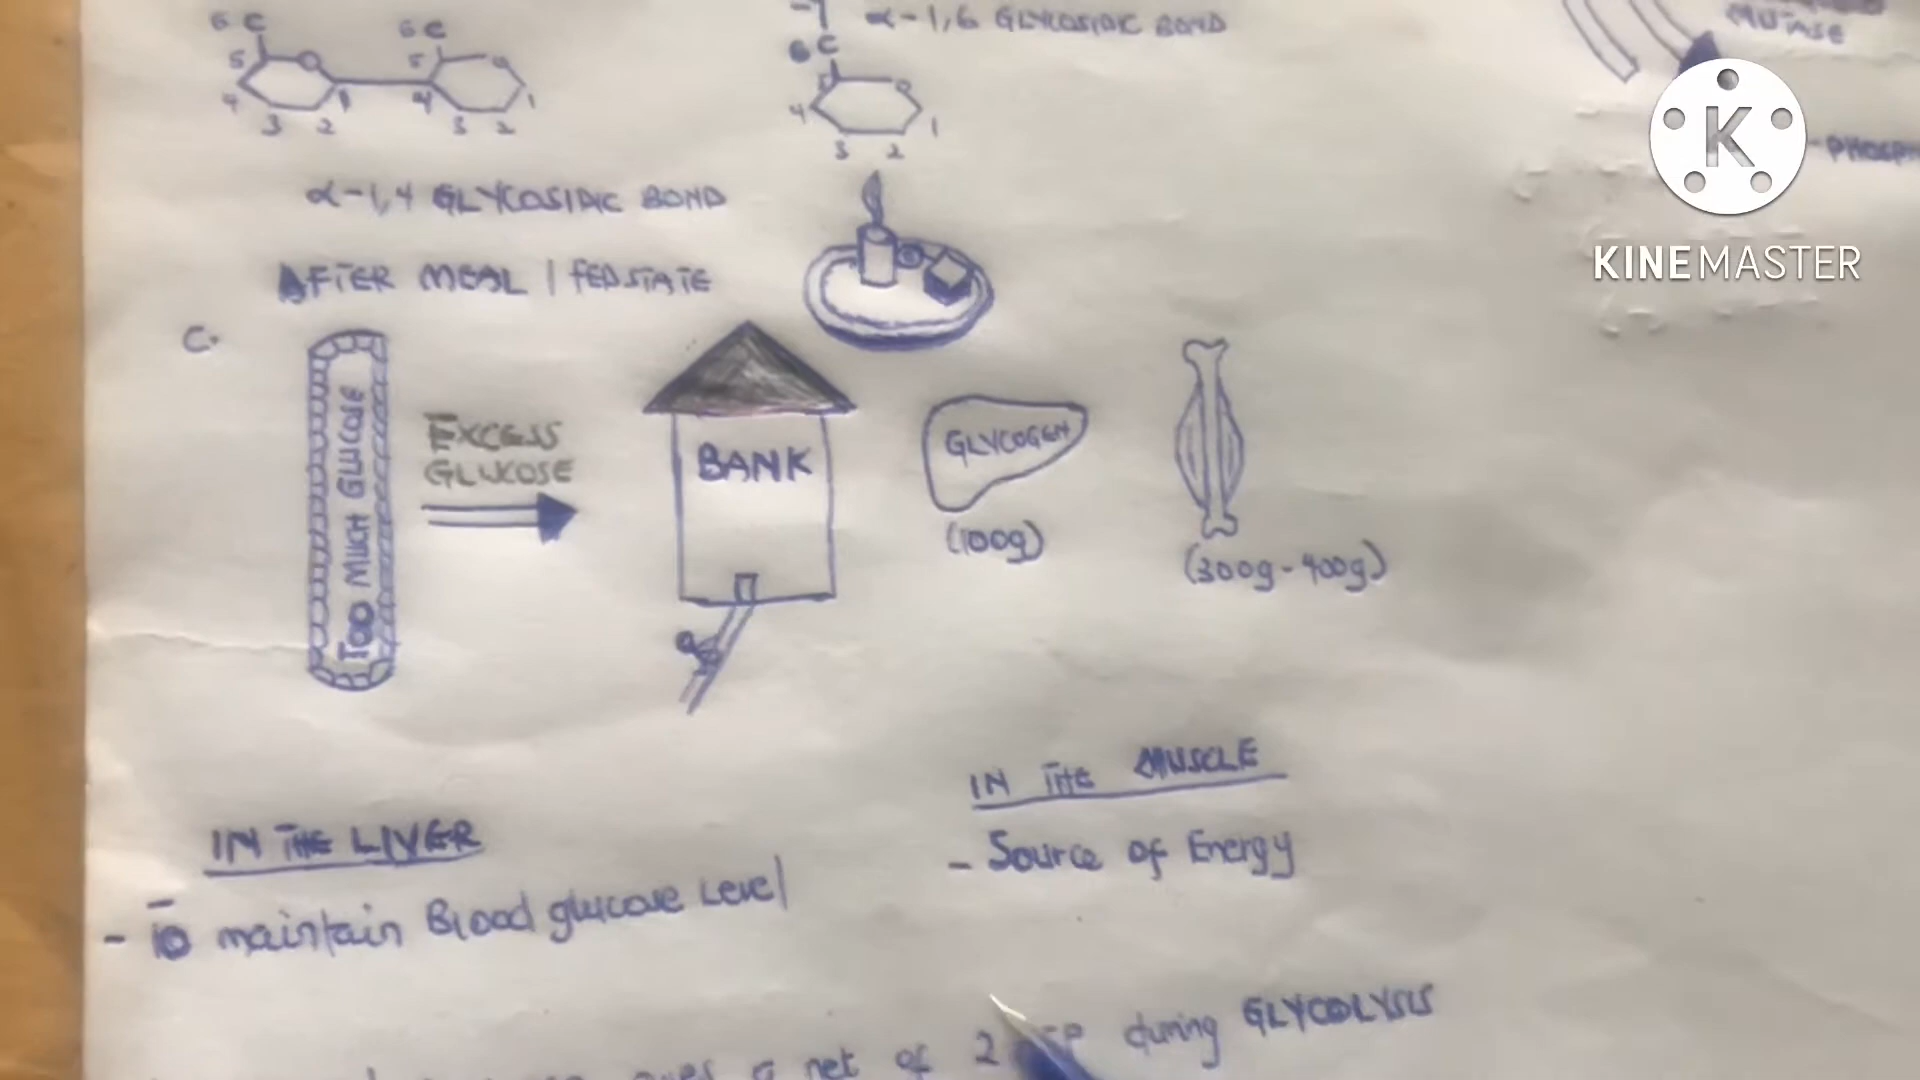 6 C
6 C
α-1,6 GLYCOSIDIC BOND
MUTASE
5
5
6 C
4
1
4
1
3
2
3
2
4
1
3
2
K
KINEMASTER
α-1,4 GLYCOSIDIC BOND
AFTER MEAL / FED STATE
C.
TOO MUCH GLUCOSE
EXCESS
GLUCOSE
BANK
GLYCOGEN
(100g)
(300g-400g)
IN THE MUSCLE
- Source of Energy
IN THE LIVER
- To maintain Blood glucose Level
a net of 2 during GLYCOLYSIS